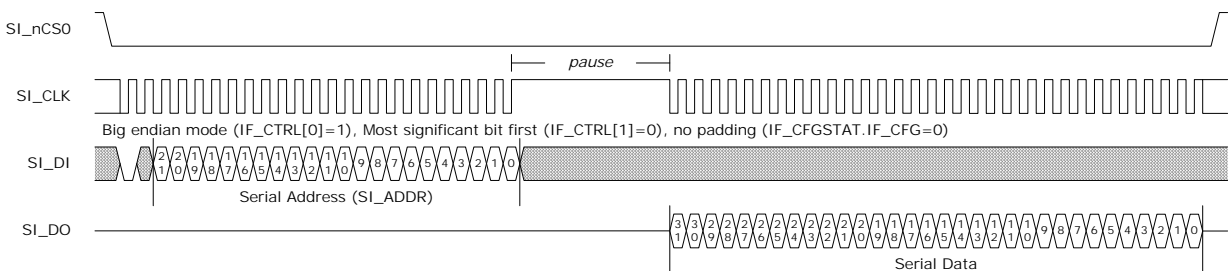 SI_nCS0
pause
SI_CLK
Big endian mode (IF_CTRL[0]=1), Most significant bit first (IF_CTRL[1]=0), no padding (IF_CFGSTAT.IF_CFG=0)
SI_DI 21 20 19 18 17 16 15 14 13 12 11 10 9 8 7 6 5 4 3 2 1 0
Serial Address (SI_ADDR)
SI_DO 31 30 29 28 27 26 25 24 23 22 21 20 19 18 17 16 15 14 13 12 11 10 9 8 7 6 5 4 3 2 1 0
Serial Data